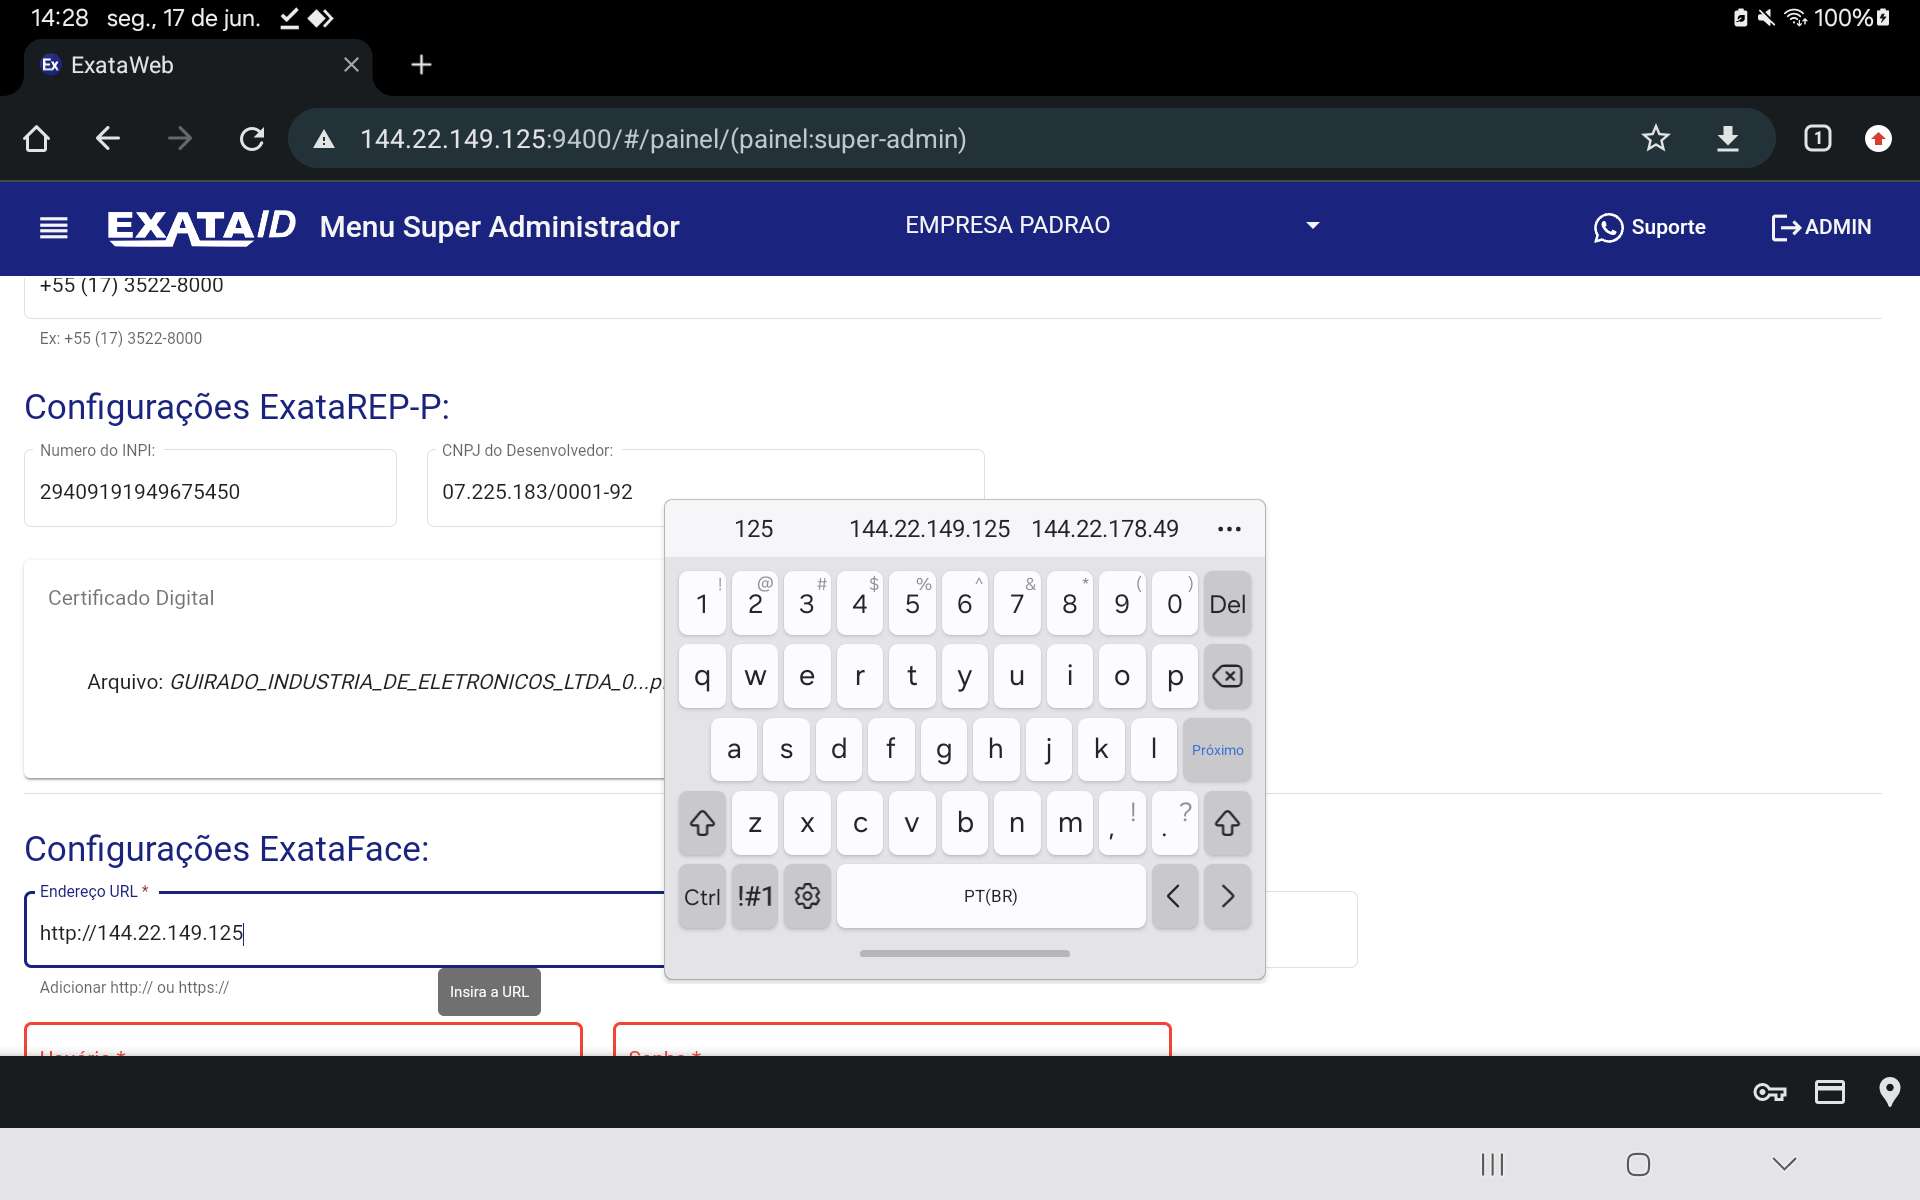 14:28 seg., 17 de jun. 100%
Ex ExataWeb
144.22.149.125:9400/#/painel/(painel:super-admin) 1
EXATA ID Menu Super Administrador EMPRESA PADRAO Suporte ADMIN
+55 (17) 3522-8000
Ex: +55 (17) 3522-8000
Configurações ExataREP-P:
Numero do INPI: CNPJ do Desenvolvedor:
29409191949675450 07.225.183/0001-92
125 144.22.149.125 144.22.178.49 •••
! @ # $ % ^ & * ( )
1 2 3 4 5 6 7 8 9 0 Del
Certificado Digital
q w e r t y u i o p
Arquivo: GUIRADO_INDUSTRIA_DE_ELETRONICOS_LTDA_0...p
a s d f g h j k l Próximo
z x c v b n m , ! . ?
Configurações ExataFace:
Ctrl !#1 PT(BR) < >
Endereço URL *
http://144.22.149.125
Adicionar http:// ou https://
Insira a URL
Usuário * Senha *